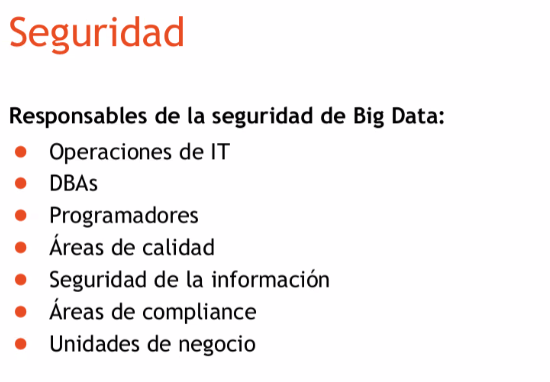 Seguridad
Responsables de la seguridad de Big Data:
● Operaciones de IT
● DBAs
● Programadores
● Áreas de calidad
● Seguridad de la información
● Áreas de compliance
● Unidades de negocio